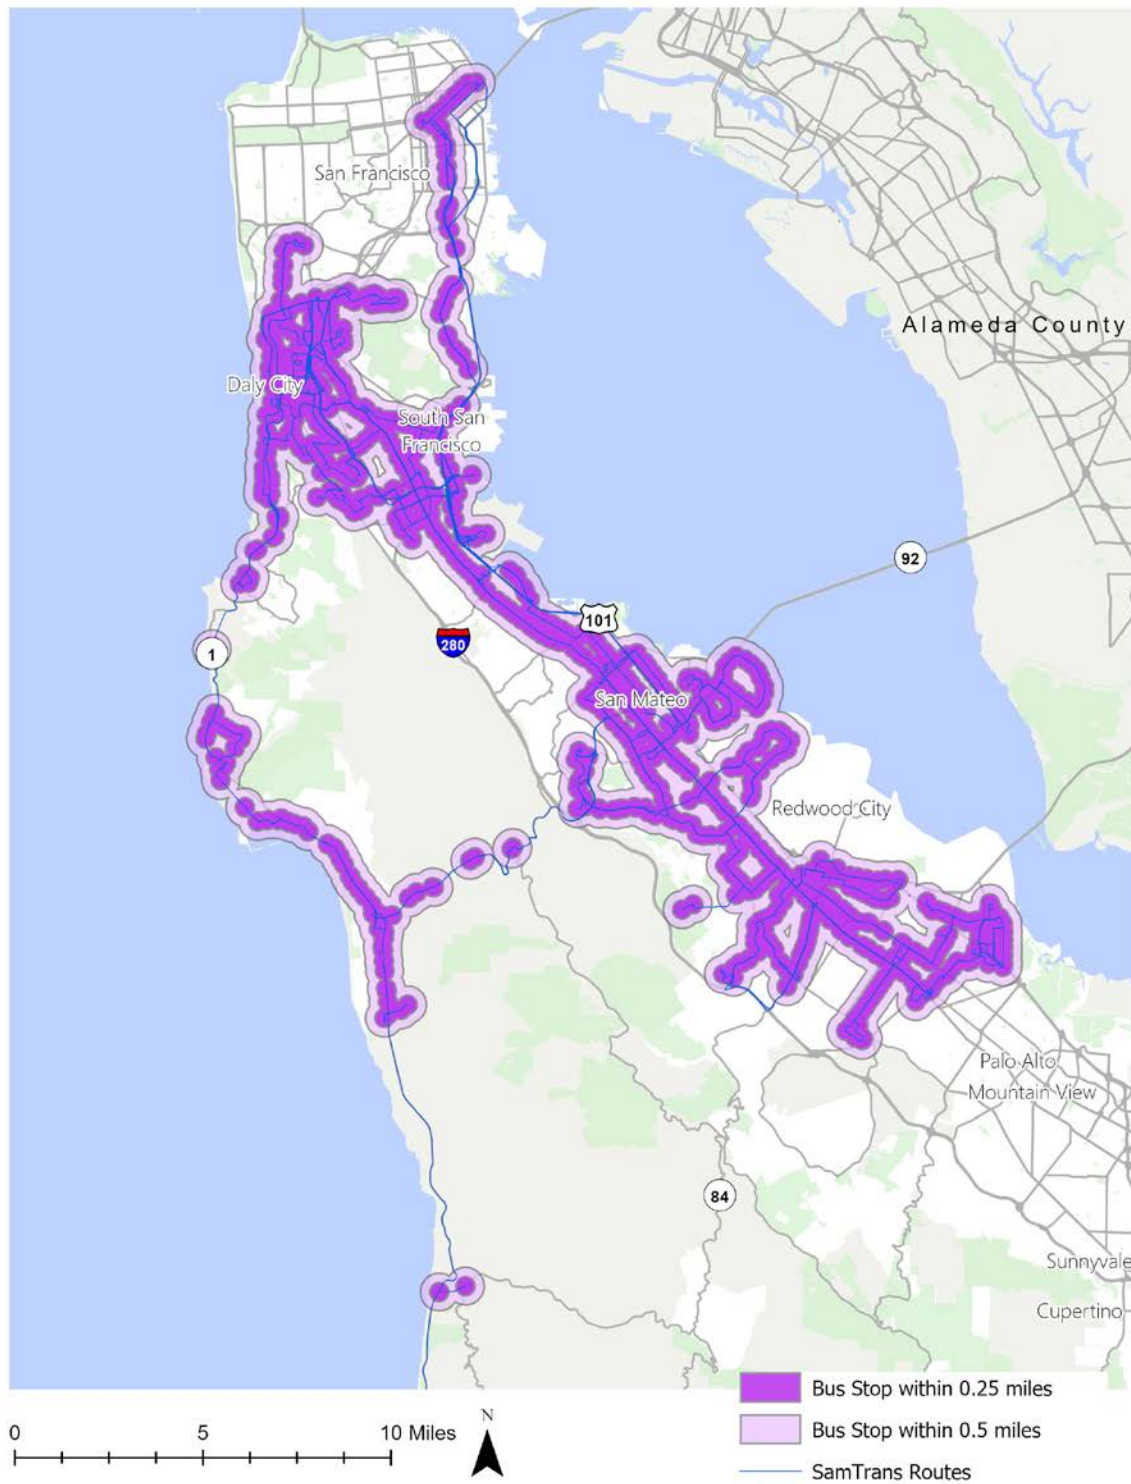 San Francisco
Alameda County
Daly City
South San
Francisco
92
101
280
1
San Mateo
Redwood City
Palo Alto
Mountain View
84
Sunnyvale
Cupertino
Bus Stop within 0.25 miles
Bus Stop within 0.5 miles
SamTrans Routes
0 5 10 Miles
N